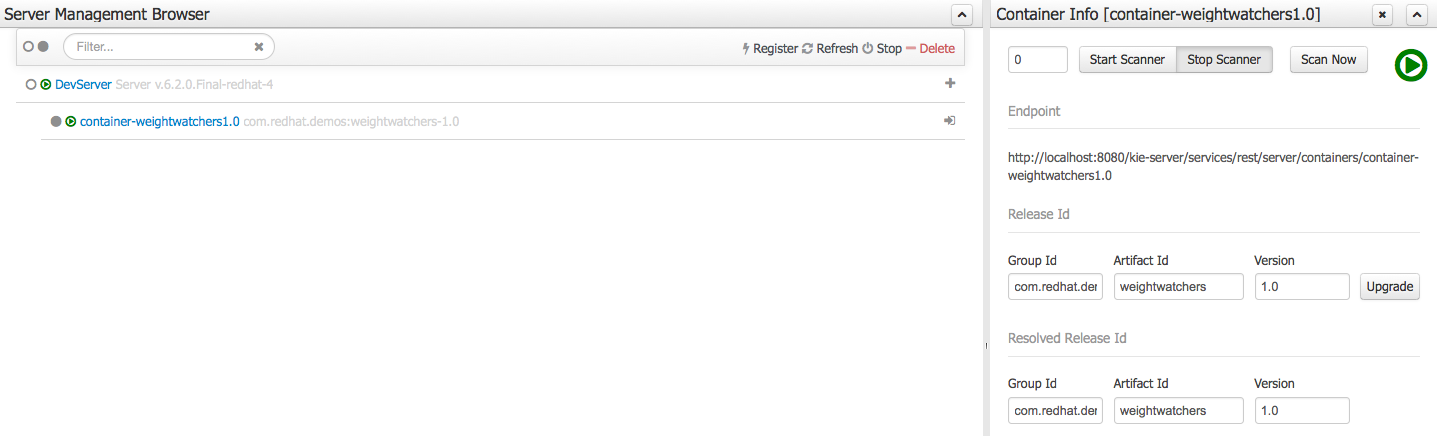 Server Management Browser
Filter...
Register Refresh Stop Delete
DevServer Server v.6.2.0.Final-redhat-4
container-weightwatchers1.0 com.redhat.demos:weightwatchers-1.0
Container Info [container-weightwatchers1.0]
0 Start Scanner Stop Scanner Scan Now
Endpoint
http://localhost:8080/kie-server/services/rest/server/containers/container-
weightwatchers1.0
Release Id
Group Id Artifact Id Version
com.redhat.der weightwatchers 1.0 Upgrade
Resolved Release Id
Group Id Artifact Id Version
com.redhat.der weightwatchers 1.0